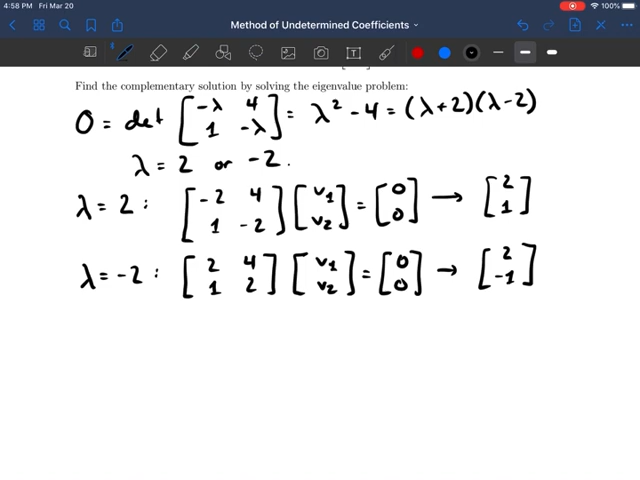 4:58 PM Fri Mar 20
100%
Method of Undetermined Coefficients
Find the complementary solution by solving the eigenvalue problem:
0 = det [-λ 4; 1 -λ] = λ² - 4 = (λ+2)(λ-2)
λ = 2 or -2.
λ = 2 : [-2 4; 1 -2] [v₁; v₂] = [0; 0] → [2; 1]
λ = -2 : [2 4; 1 2] [v₁; v₂] = [0; 0] → [2; -1]